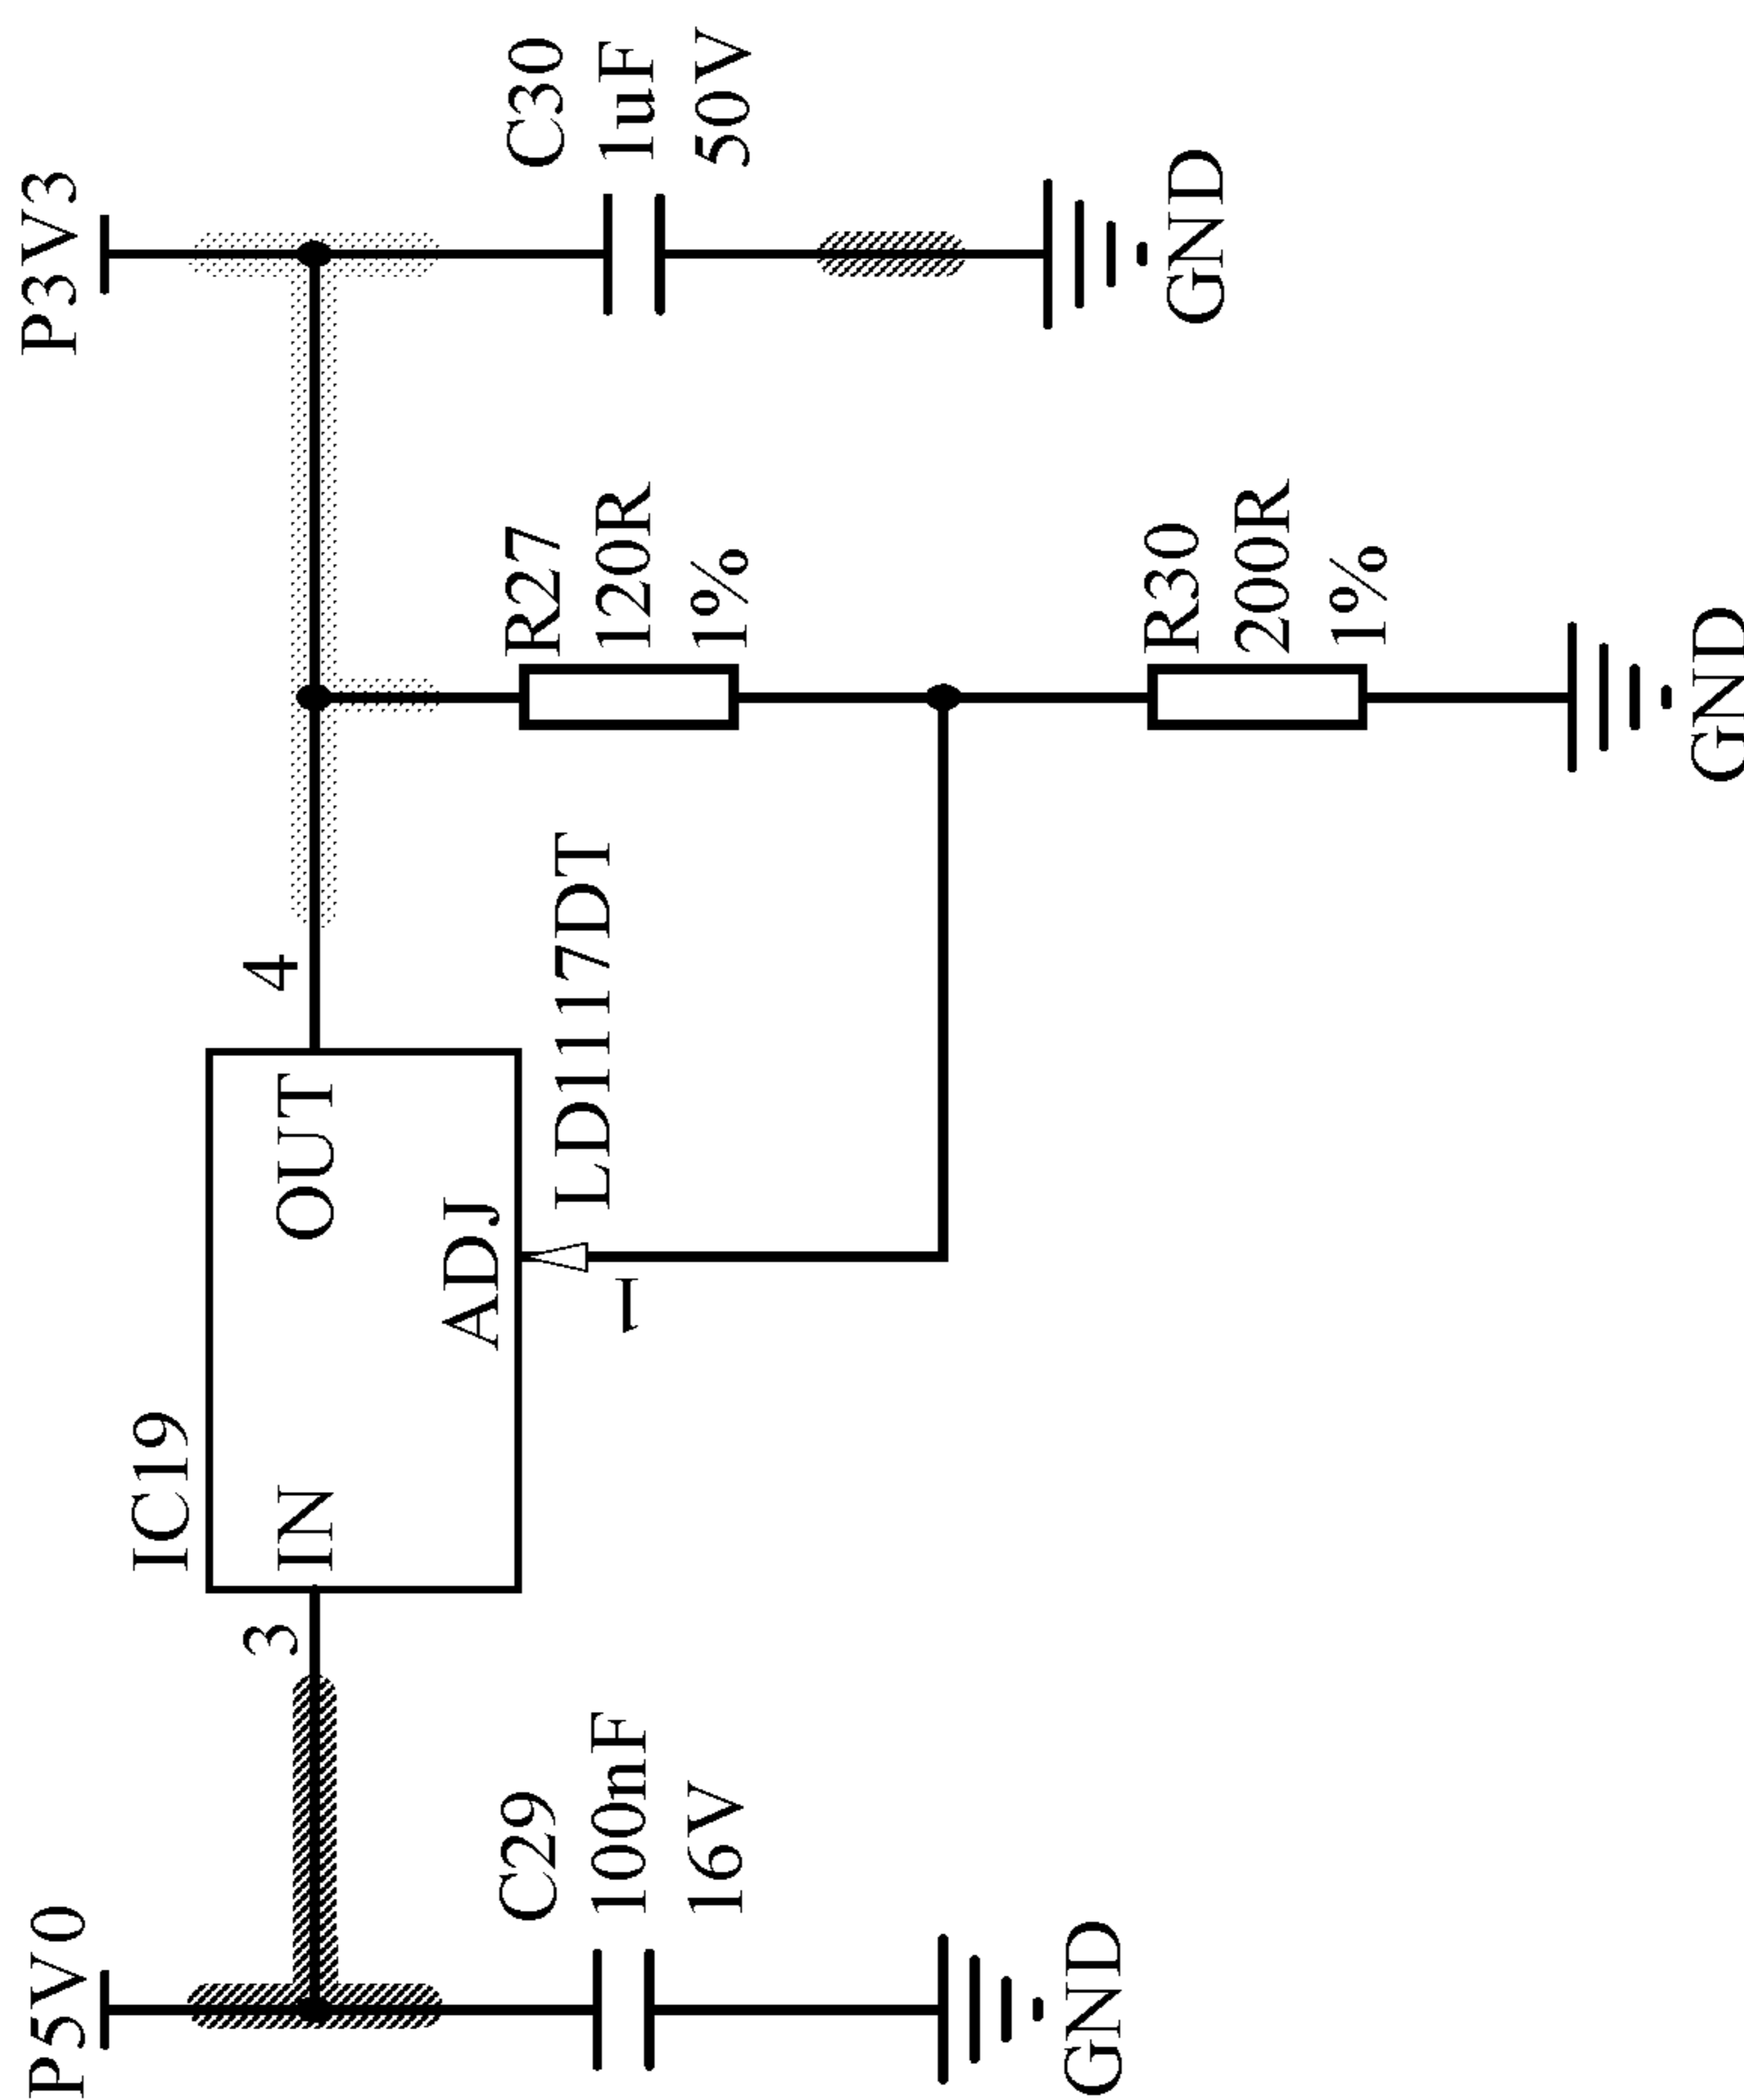 P5V0
C29
100nF
16V
GND
3
IC19
IN
OUT
ADJ
1
LD1117DT
4
R27
120R
1%
R30
200R
1%
GND
P3V3
C30
1uF
50V
GND